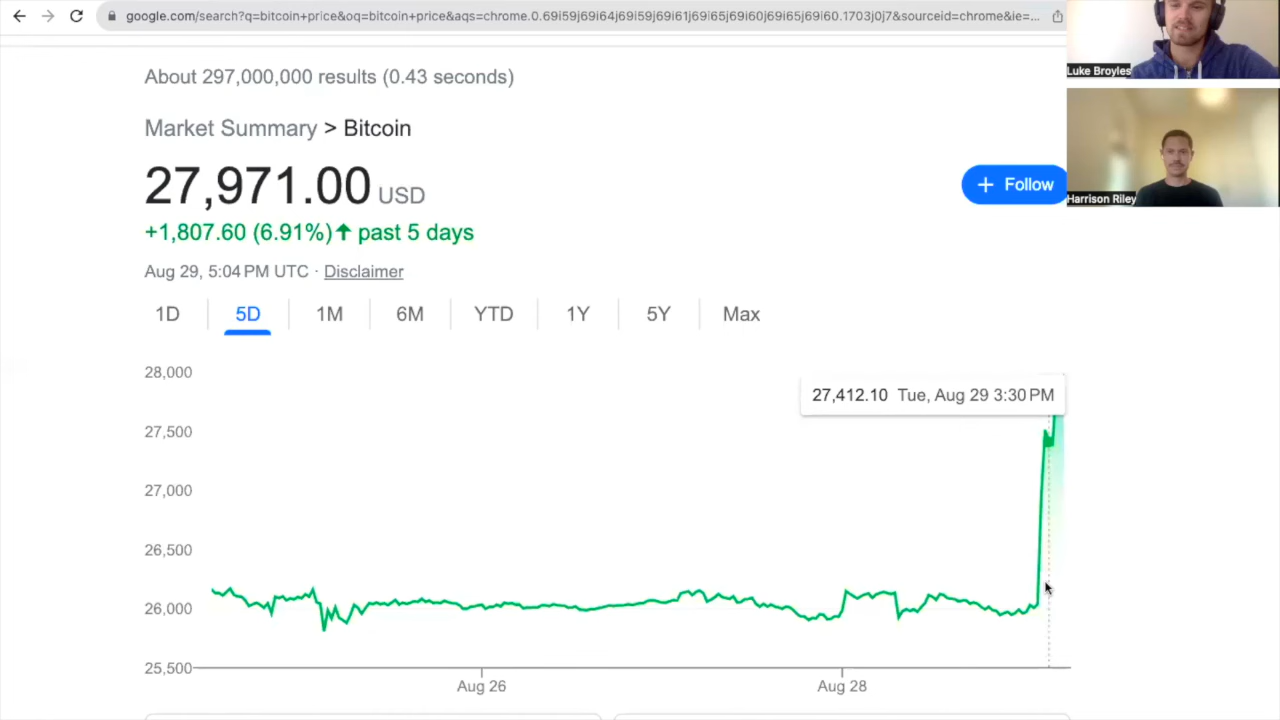 google.com/search?q=bitcoin+price&oq=bitcoin+price&aqs=chrome.0.69i59j69i64j69i59j69i61j69i65j69i60j69i65j69i60.1703j0j7&sourceid=chrome&ie=...
Luke Broyles
Harrison Riley
About 297,000,000 results (0.43 seconds)
Market Summary > Bitcoin
27,971.00 USD
+ Follow
+1,807.60 (6.91%)↑ past 5 days
Aug 29, 5:04 PM UTC · Disclaimer
1D 5D 1M 6M YTD 1Y 5Y Max
28,000
27,412.10 Tue, Aug 29 3:30 PM
27,500
27,000
26,500
26,000
25,500
Aug 26 Aug 28